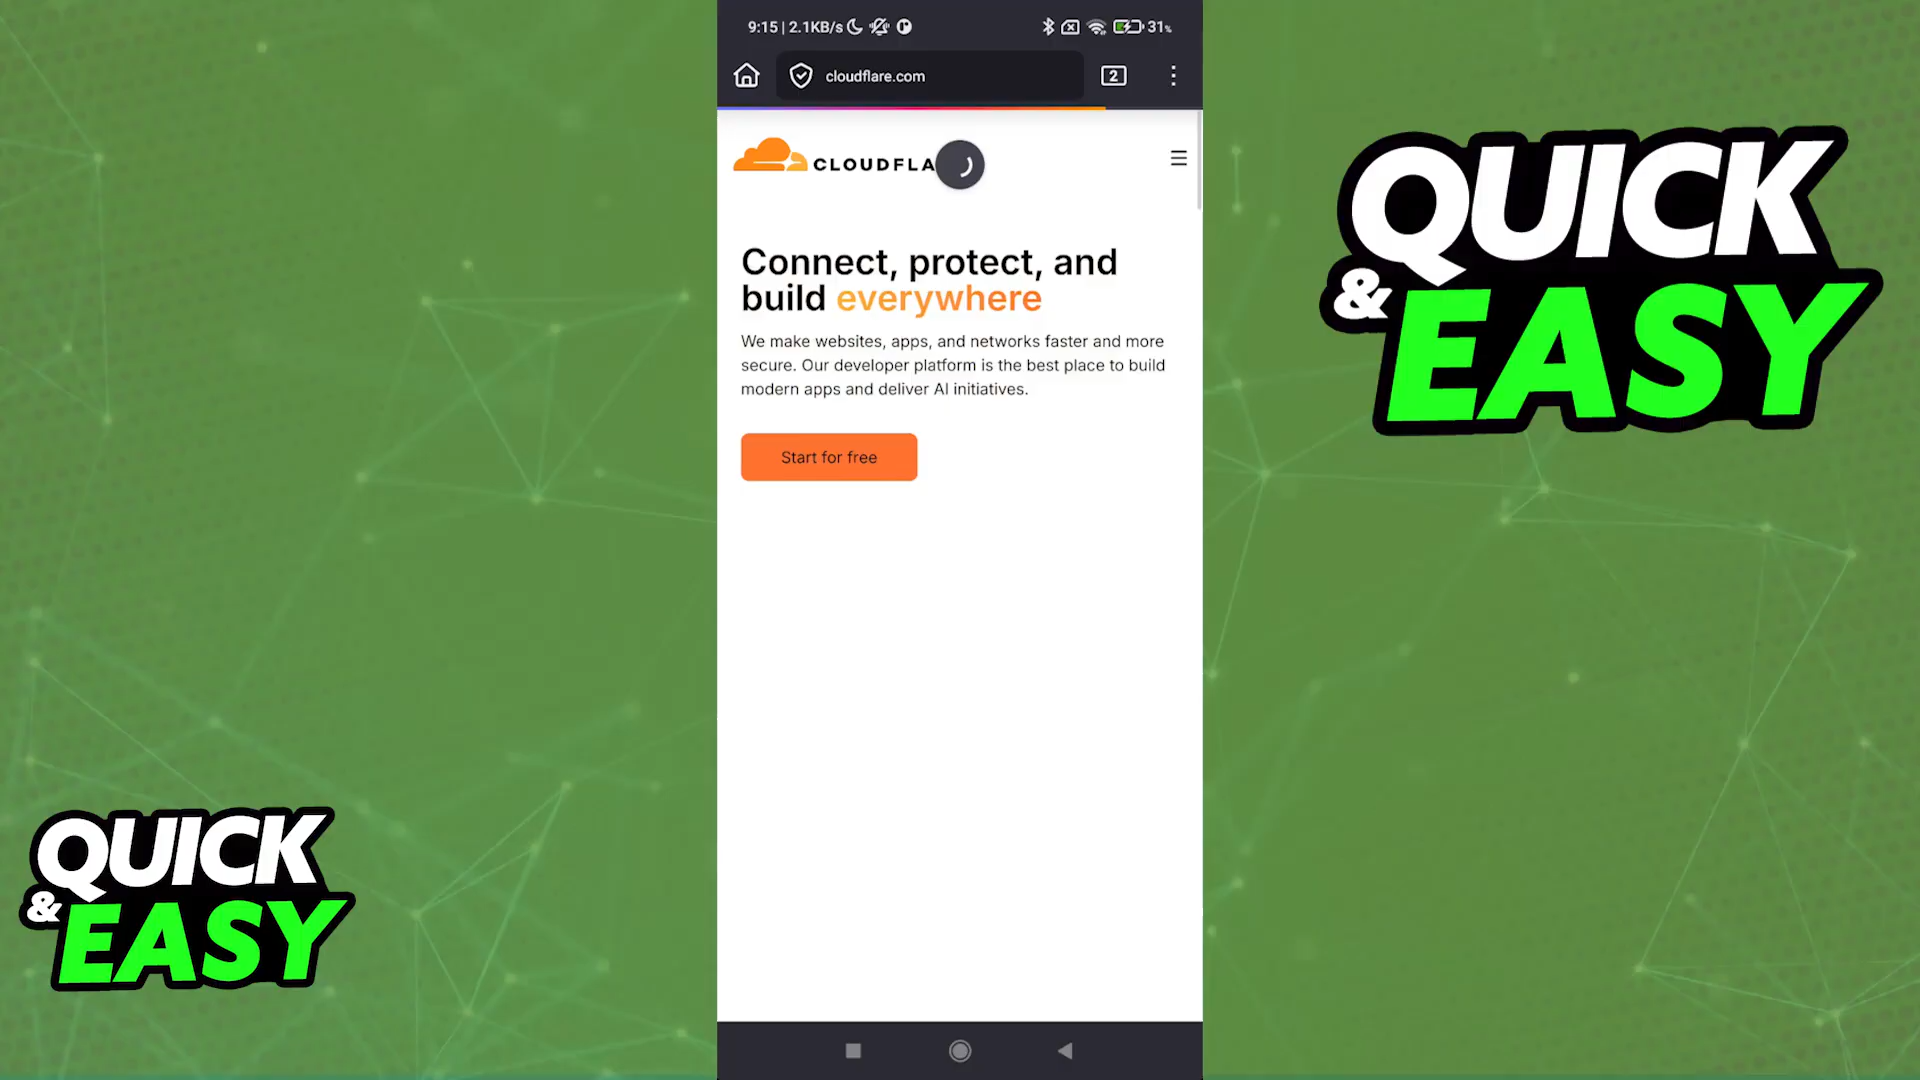 9:15 | 2.1KB/s
31%
cloudflare.com
2
CLOUDFLA
Connect, protect, and
build everywhere
We make websites, apps, and networks faster and more
secure. Our developer platform is the best place to build
modern apps and deliver AI initiatives.
Start for free
QUICK
& EASY
QUICK
& EASY